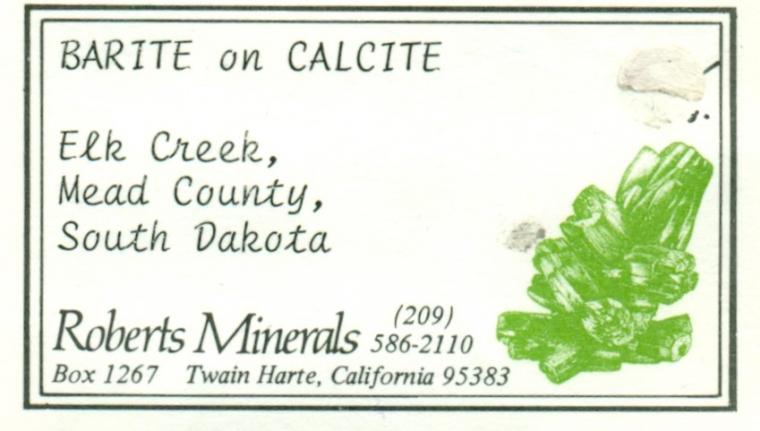 BARITE on CALCITE
Elk Creek,
Mead County,
South Dakota
Roberts Minerals (209) 586-2110
Box 1267 Twain Harte, California 95383